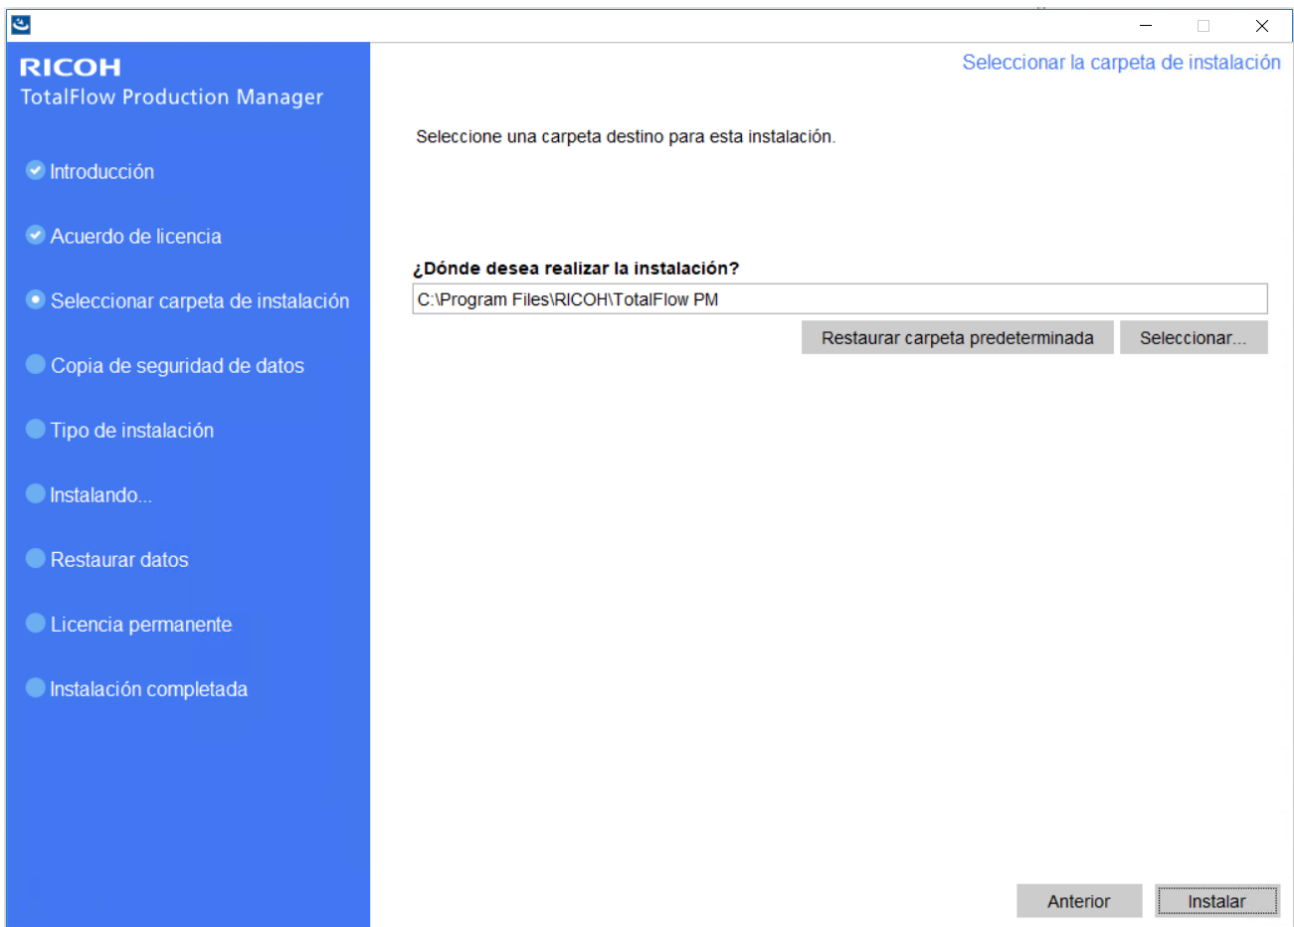 RICOH
TotalFlow Production Manager
Introducción
Acuerdo de licencia
Seleccionar carpeta de instalación
Copia de seguridad de datos
Tipo de instalación
Instalando...
Restaurar datos
Licencia permanente
Instalación completada
Seleccionar la carpeta de instalación
Seleccione una carpeta destino para esta instalación.
¿Dónde desea realizar la instalación?
C:\Program Files\RICOH\TotalFlow PM
Restaurar carpeta predeterminada
Seleccionar...
Anterior
Instalar